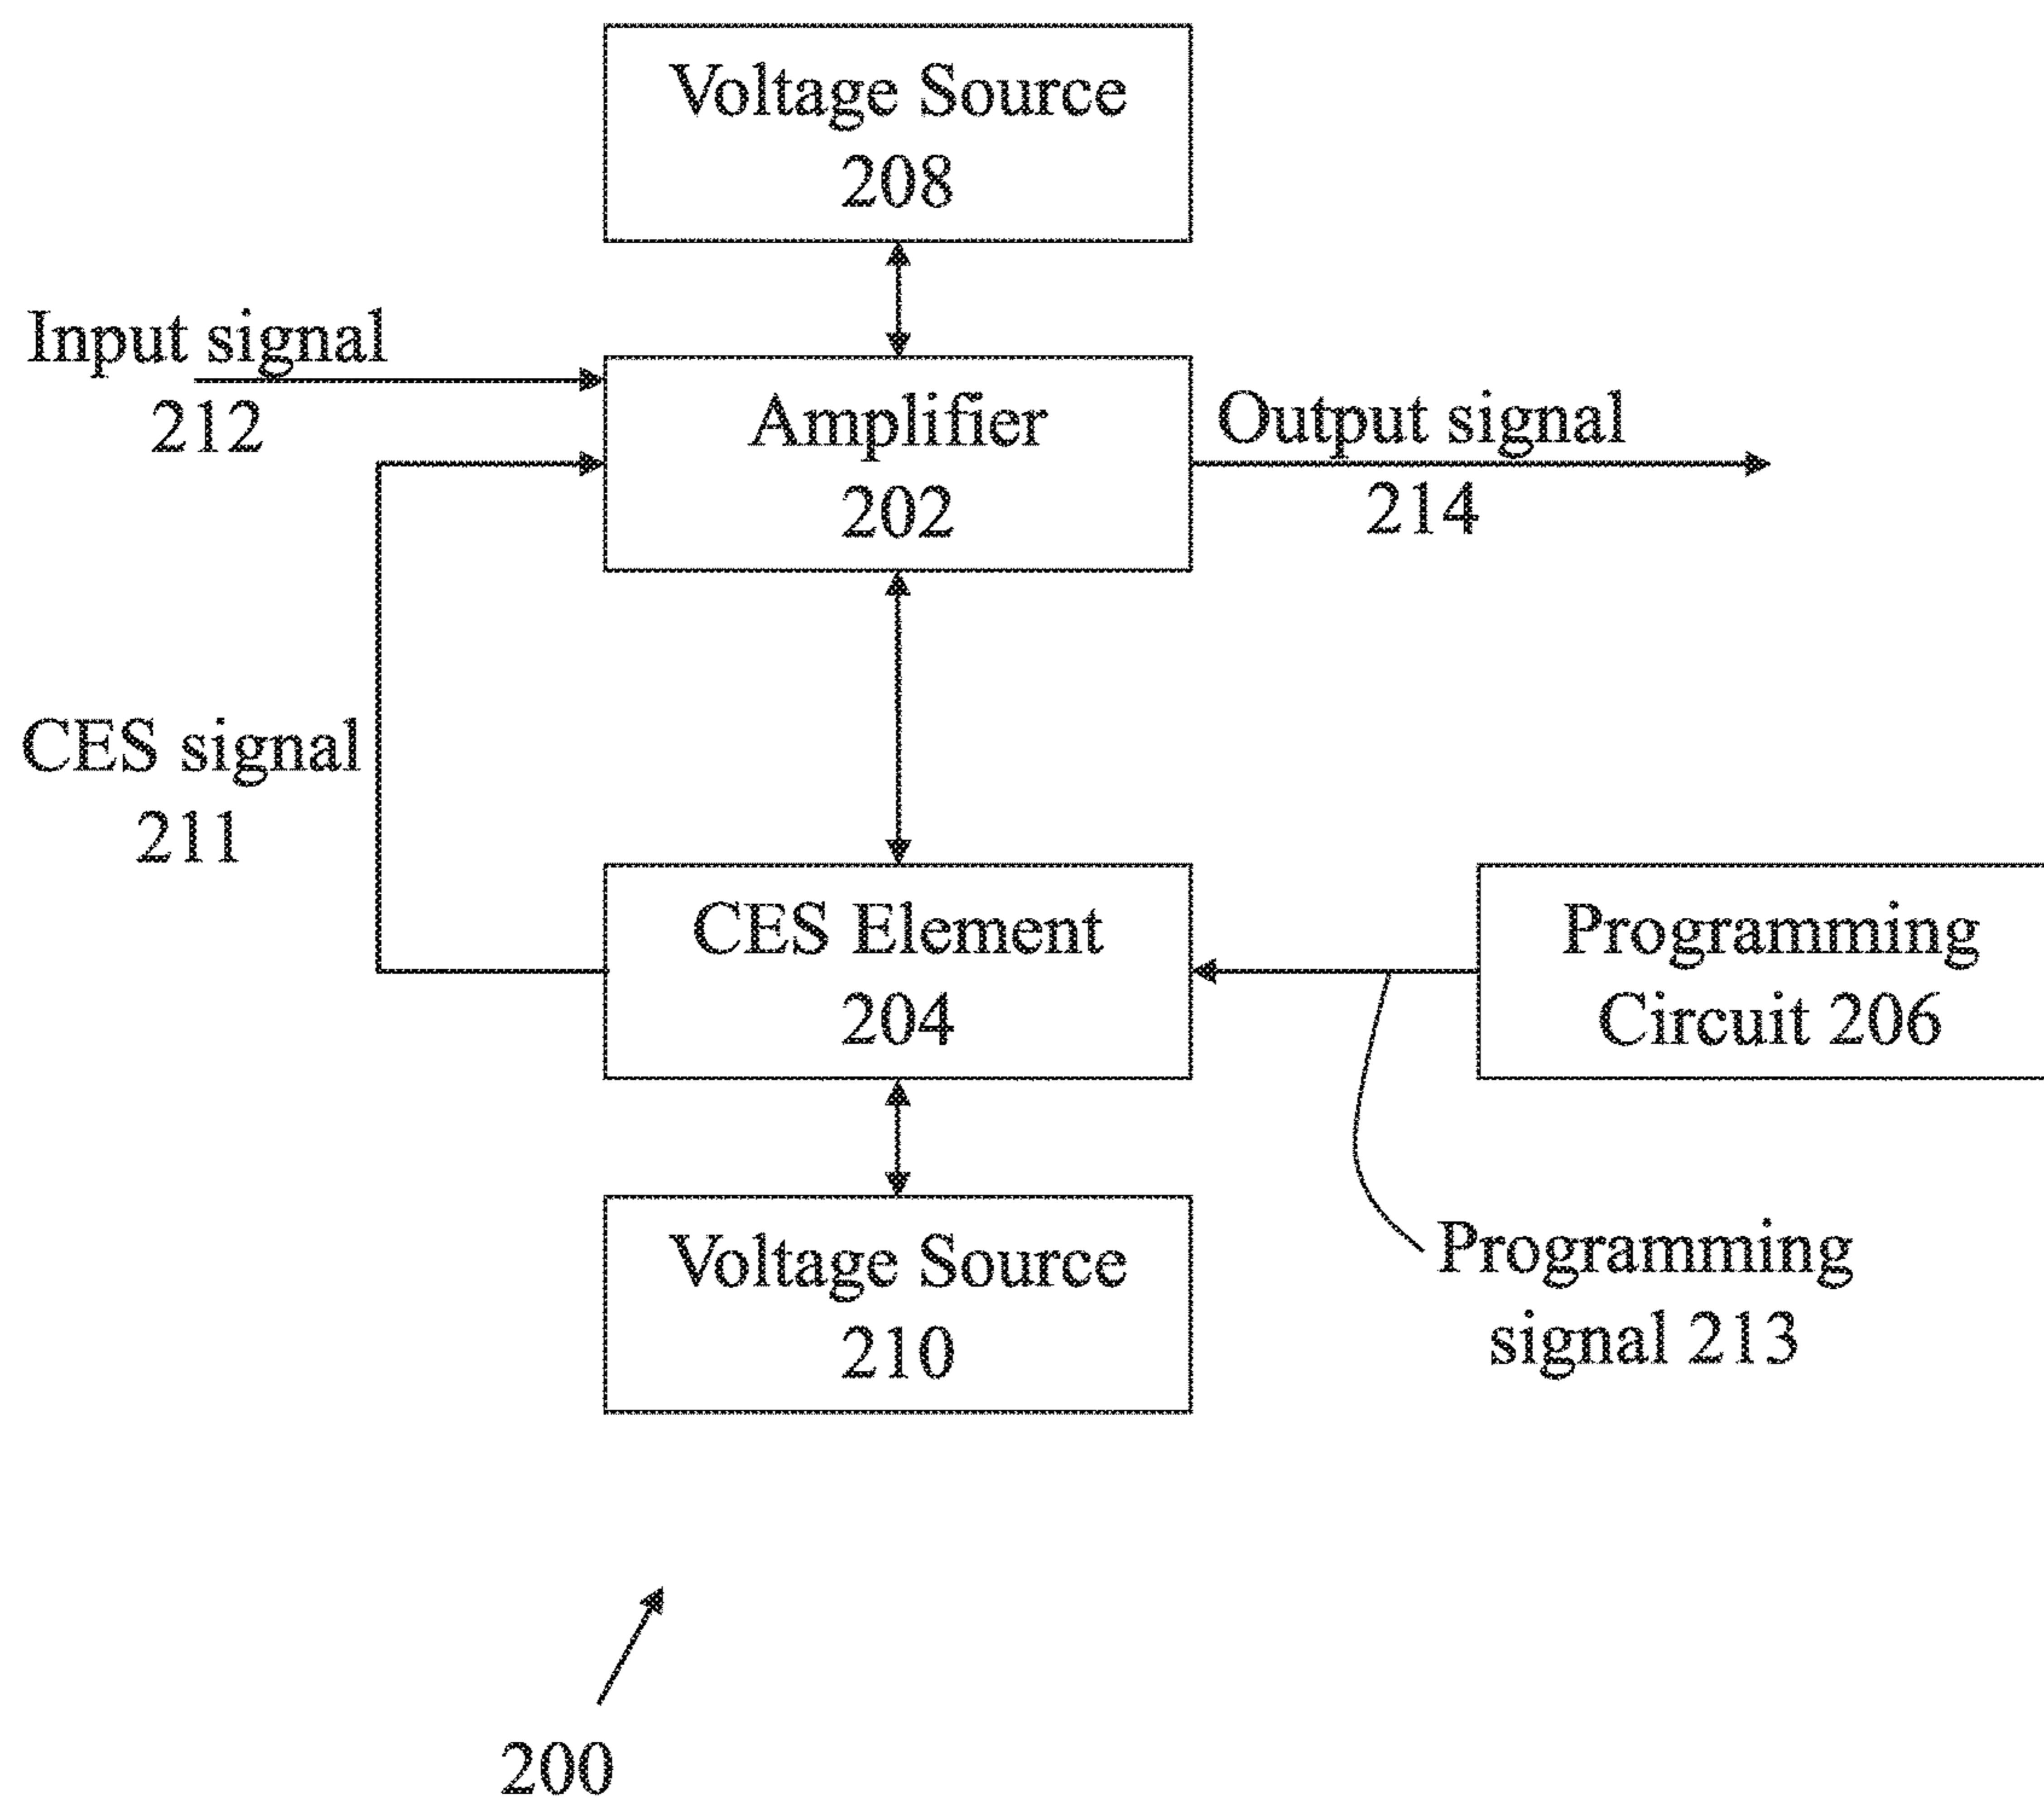 Voltage Source
208
Input signal
212
Amplifier
202
Output signal
214
CES signal
211
CES Element
204
Programming
Circuit 206
Voltage Source
210
Programming
signal 213
200